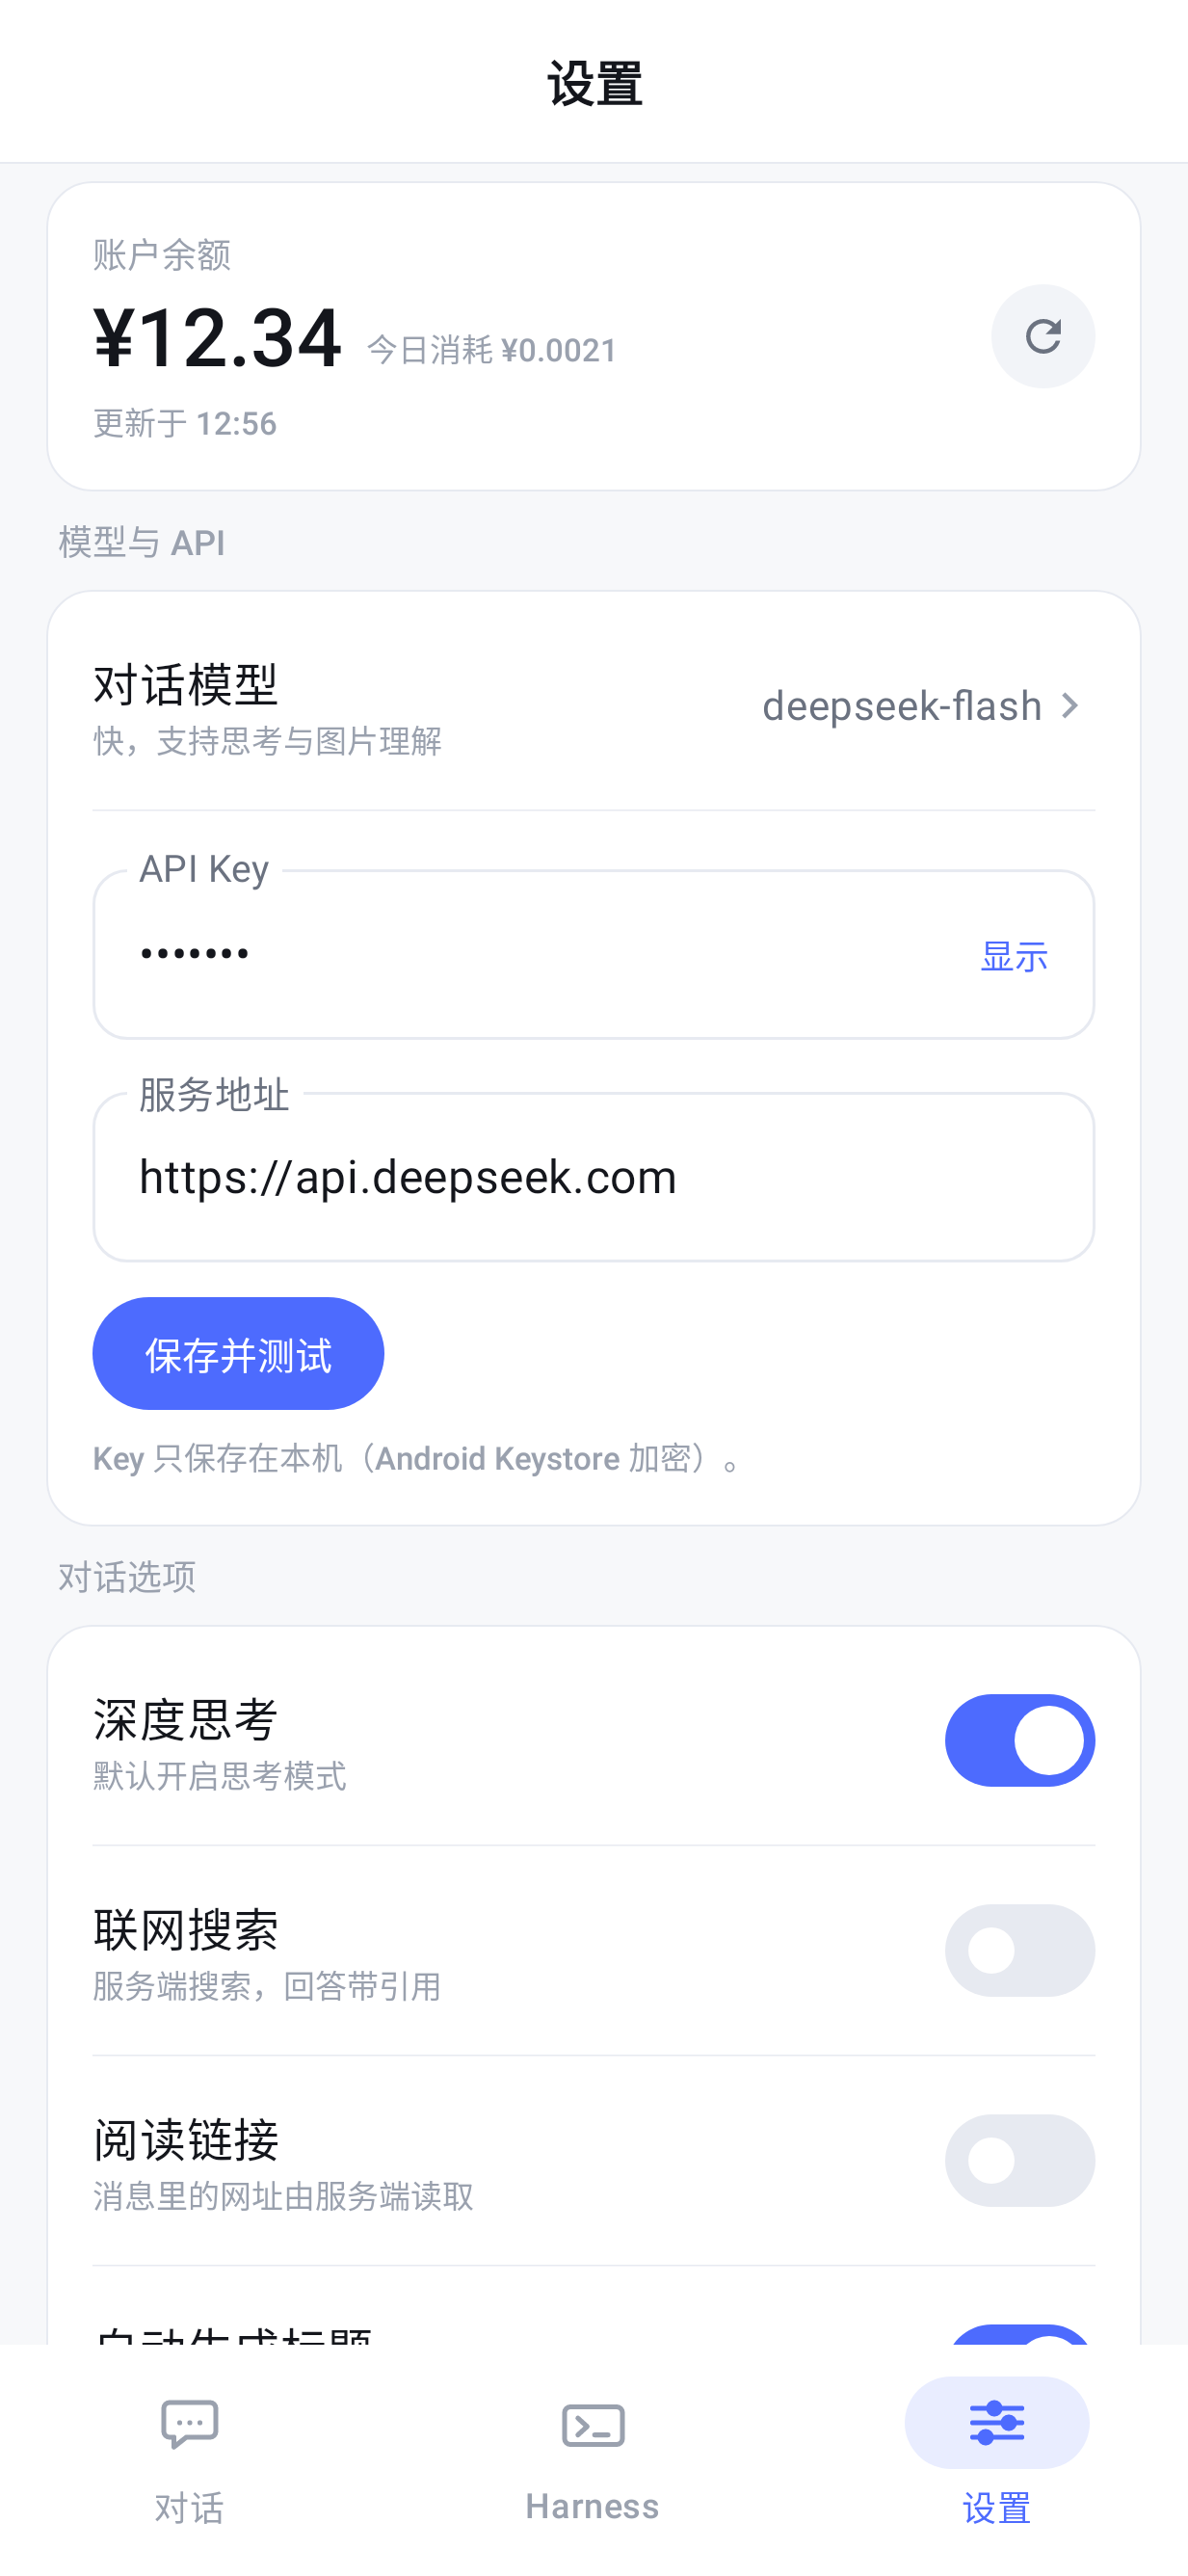 设置
账户余额
¥12.34 今日消耗 ¥0.0021
更新于 12:56
模型与 API
对话模型
快，支持思考与图片理解
deepseek-flash
API Key
•••••••
显示
服务地址
https://api.deepseek.com
保存并测试
Key 只保存在本机（Android Keystore 加密）。
对话选项
深度思考
默认开启思考模式
联网搜索
服务端搜索，回答带引用
阅读链接
消息里的网址由服务端读取
自动生成标题
对话
Harness
设置